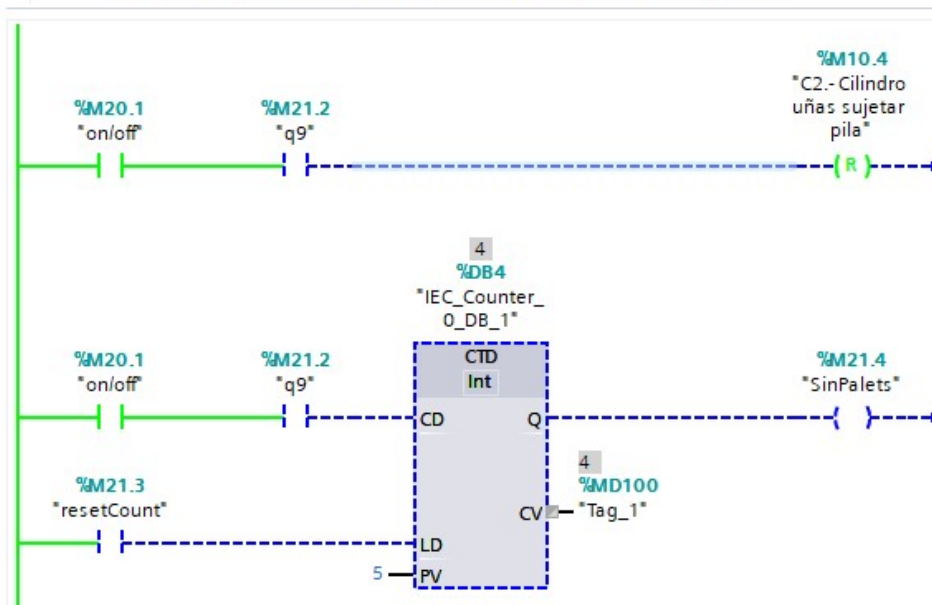 %M10.4
"C2.- Cilindro
uñas sujetar
pila"
%M20.1
"on/off"
%M21.2
"q9"
R
4
%DB4
"IEC_Counter_
0_DB_1"
%M20.1
"on/off"
%M21.2
"q9"
CTD
Int
%M21.4
"SinPalets"
CD
Q
4
%MD100
%M21.3
"resetCount"
CV
"Tag_1"
LD
5
PV